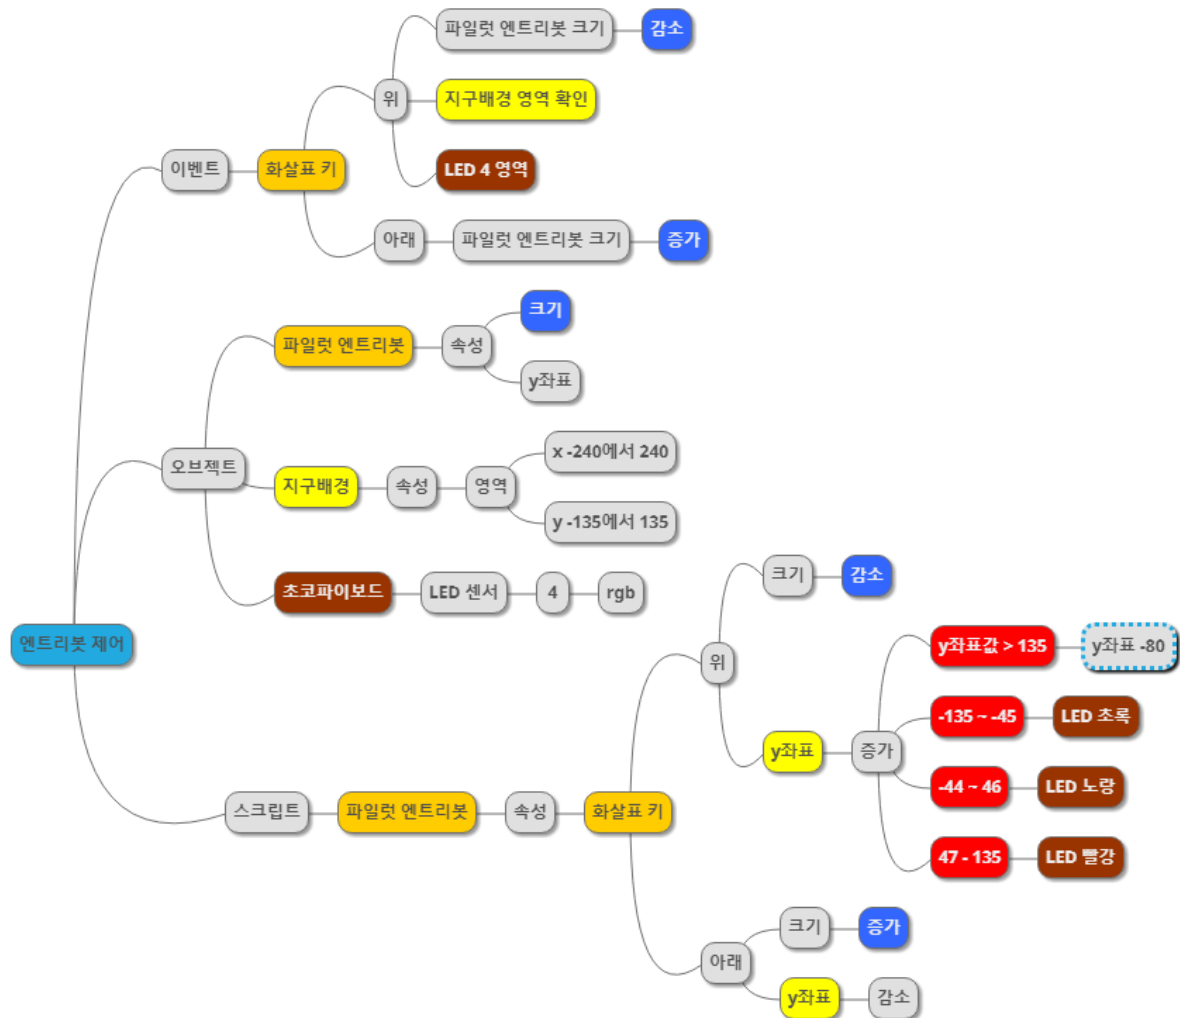 엔트리봇 제어
이벤트
화살표 키
위
파일럿 엔트리봇 크기
감소
지구배경 영역 확인
LED 4 영역
아래
파일럿 엔트리봇 크기
증가
오브젝트
파일럿 엔트리봇
속성
크기
y좌표
지구배경
속성
영역
x -240에서 240
y -135에서 135
초코파이보드
LED 센서
4
rgb
스크립트
파일럿 엔트리봇
속성
화살표 키
위
크기
감소
y좌표
증가
y좌표값 > 135
y좌표 -80
-135 ~ -45
LED 초록
-44 ~ 46
LED 노랑
47 - 135
LED 빨강
아래
크기
증가
y좌표
감소